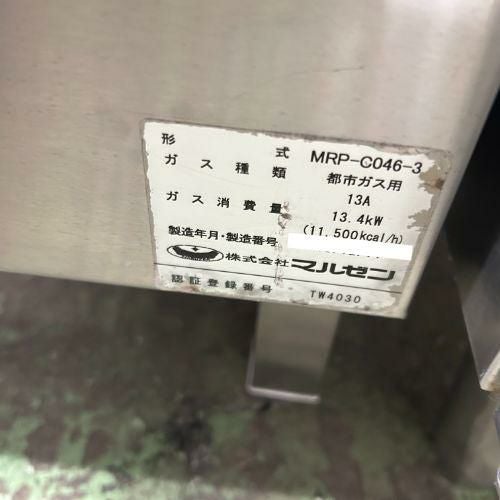 形 式 MRP-C046-3
ガス種類 都市ガス用
13A
ガス消費量 13.4kW
(11,500kcal/h)
製造年月・製造番号
株式会社マルゼン
認証登録番号 TW4030